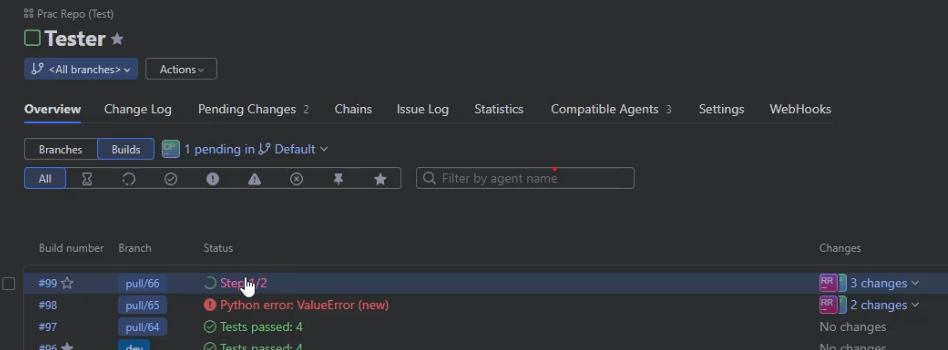 Prac Repo (Test)
Tester
<All branches> Actions
Overview Change Log Pending Changes 2 Chains Issue Log Statistics Compatible Agents 3 Settings WebHooks
Branches Builds CP 1 pending in Default
All Filter by agent name
Build number Branch Status Changes
#99 pull/66 Step 1/2 RR 3 changes
#98 pull/65 Python error: ValueError (new) RR 2 changes
#97 pull/64 Tests passed: 4 No changes
#96 dev Tests passed: 4 No changes